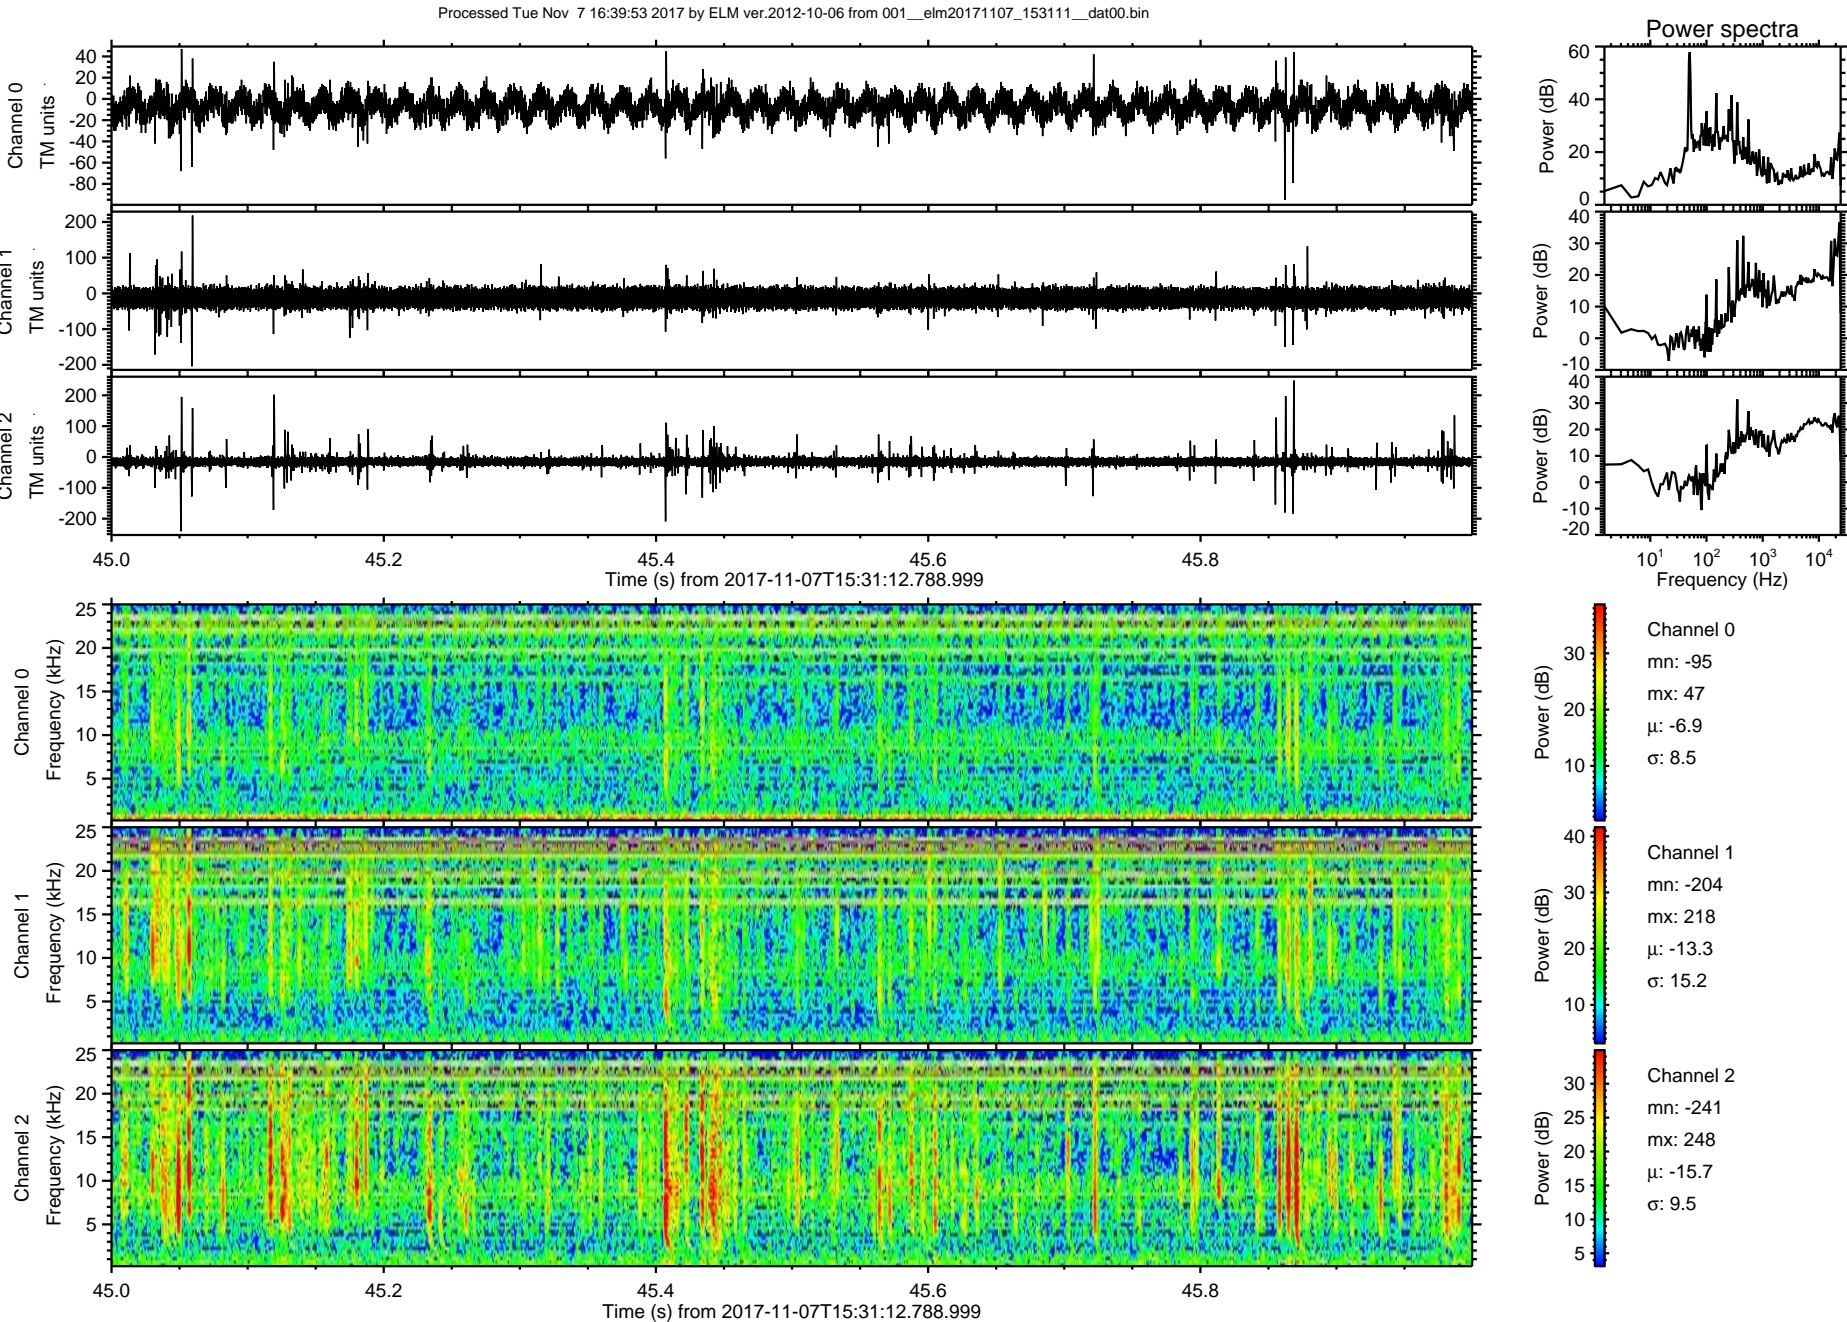 Processed Tue Nov  7 16:39:53 2017 by ELM ver.2012-10-06 from 001__elm20171107_153111__dat00.bin
Power spectra
Channel 0
TM units
40
20
0
-20
-40
-60
-80
Power (dB)
60
40
20
0
Channel 1
TM units
200
100
0
-100
-200
Power (dB)
40
30
20
10
0
-10
Channel 2
TM units
200
100
0
-100
-200
Power (dB)
40
30
20
10
0
-10
-20
45.0 45.2 45.4 45.6 45.8
Time (s) from 2017-11-07T15:31:12.788.999
10^1 10^2 10^3 10^4
Frequency (Hz)
Channel 0
Frequency (kHz)
25
20
15
10
5
Power (dB)
30
20
10
Channel 0
mn: -95
mx: 47
μ: -6.9
σ: 8.5
Channel 1
Frequency (kHz)
25
20
15
10
5
Power (dB)
40
30
20
10
Channel 1
mn: -204
mx: 218
μ: -13.3
σ: 15.2
Channel 2
Frequency (kHz)
25
20
15
10
5
Power (dB)
30
25
20
15
10
5
Channel 2
mn: -241
mx: 248
μ: -15.7
σ: 9.5
45.0 45.2 45.4 45.6 45.8
Time (s) from 2017-11-07T15:31:12.788.999